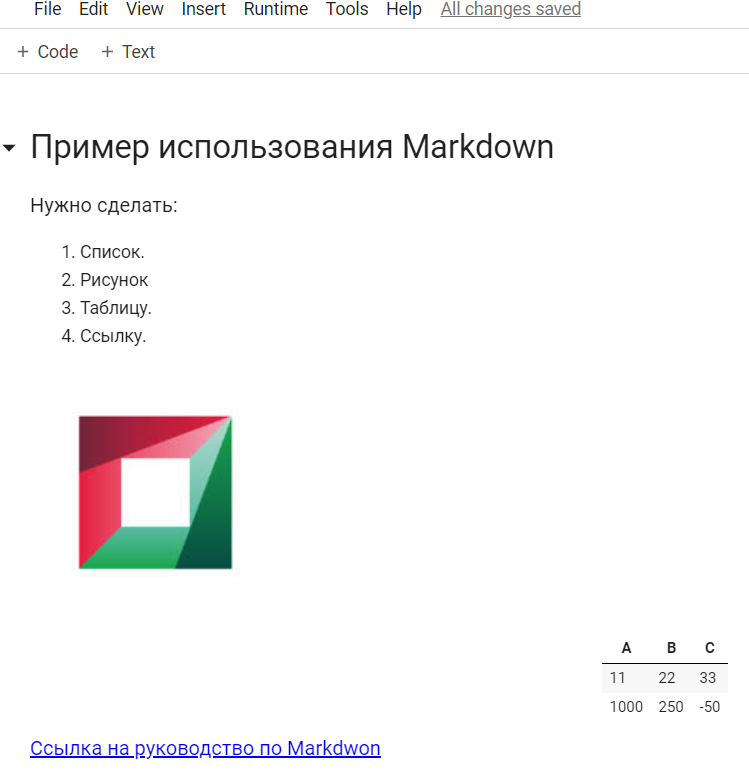 File Edit View Insert Runtime Tools Help All changes saved
+ Code + Text
Пример использования Markdown
Нужно сделать:
1. Список.
2. Рисунок
3. Таблицу.
4. Ссылку.
A B C
11 22 33
1000 250 -50
Ссылка на руководство по Markdwon